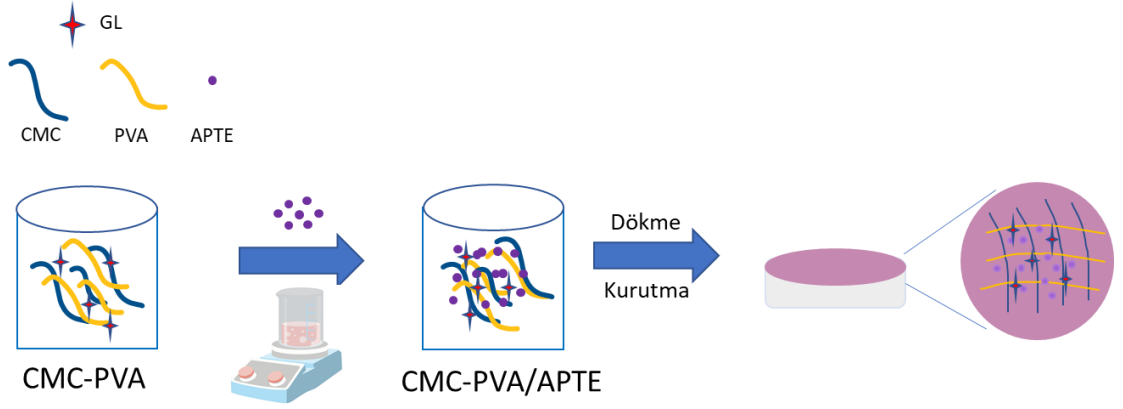 GL
CMC
PVA
APTE
CMC-PVA
CMC-PVA/APTE
Dökme
Kurutma